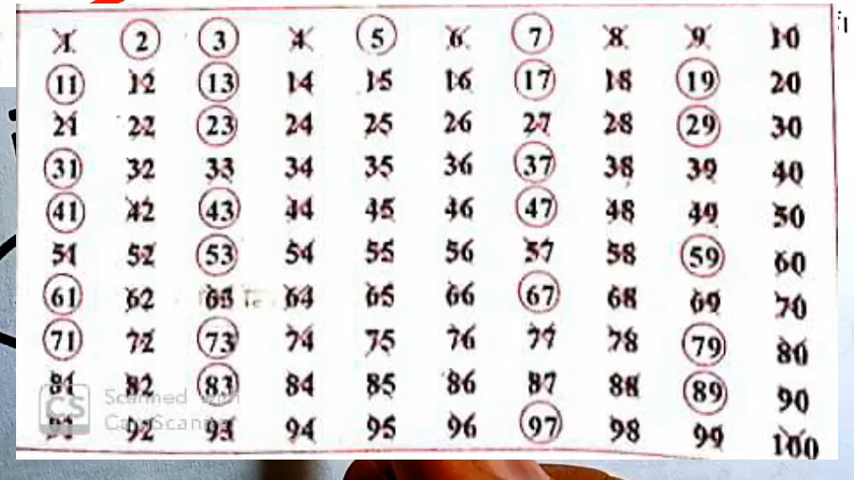 1 2 3 4 5 6 7 8 9 10
11 12 13 14 15 16 17 18 19 20
21 22 23 24 25 26 27 28 29 30
31 32 33 34 35 36 37 38 39 40
41 42 43 44 45 46 47 48 49 50
51 52 53 54 55 56 57 58 59 60
61 62 63 64 65 66 67 68 69 70
71 72 73 74 75 76 77 78 79 80
81 82 83 84 85 86 87 88 89 90
91 92 93 94 95 96 97 98 99 100
CS
Scanned with
CamScanner